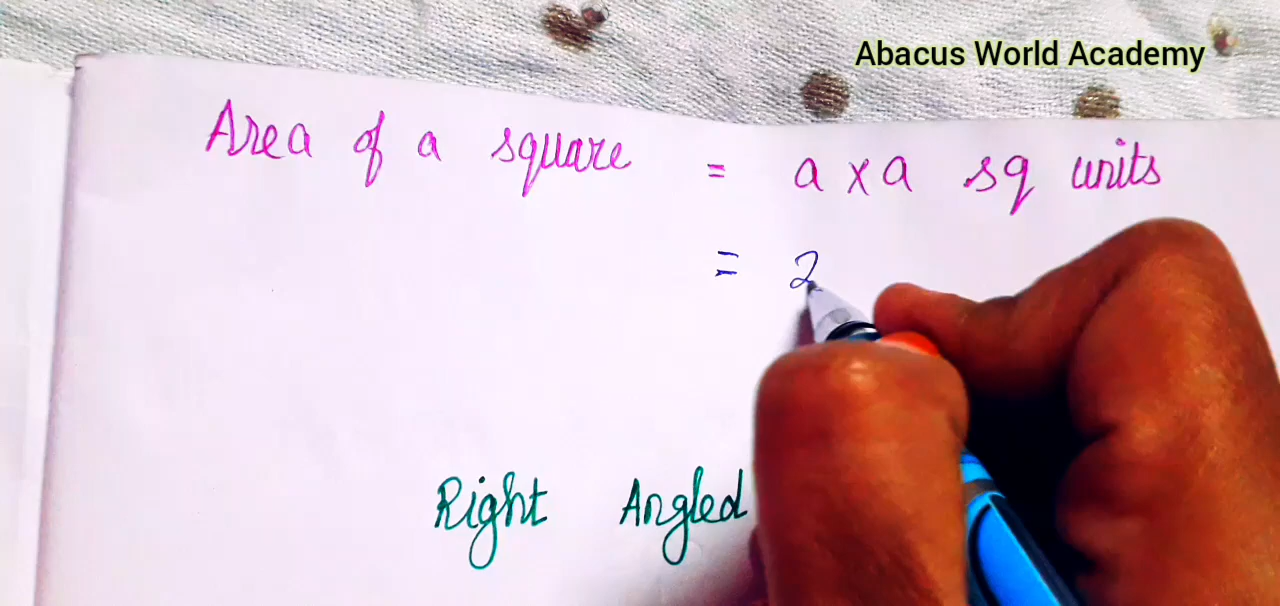 Abacus World Academy
Area of a square = a x a sq units
= 2
Right Angled